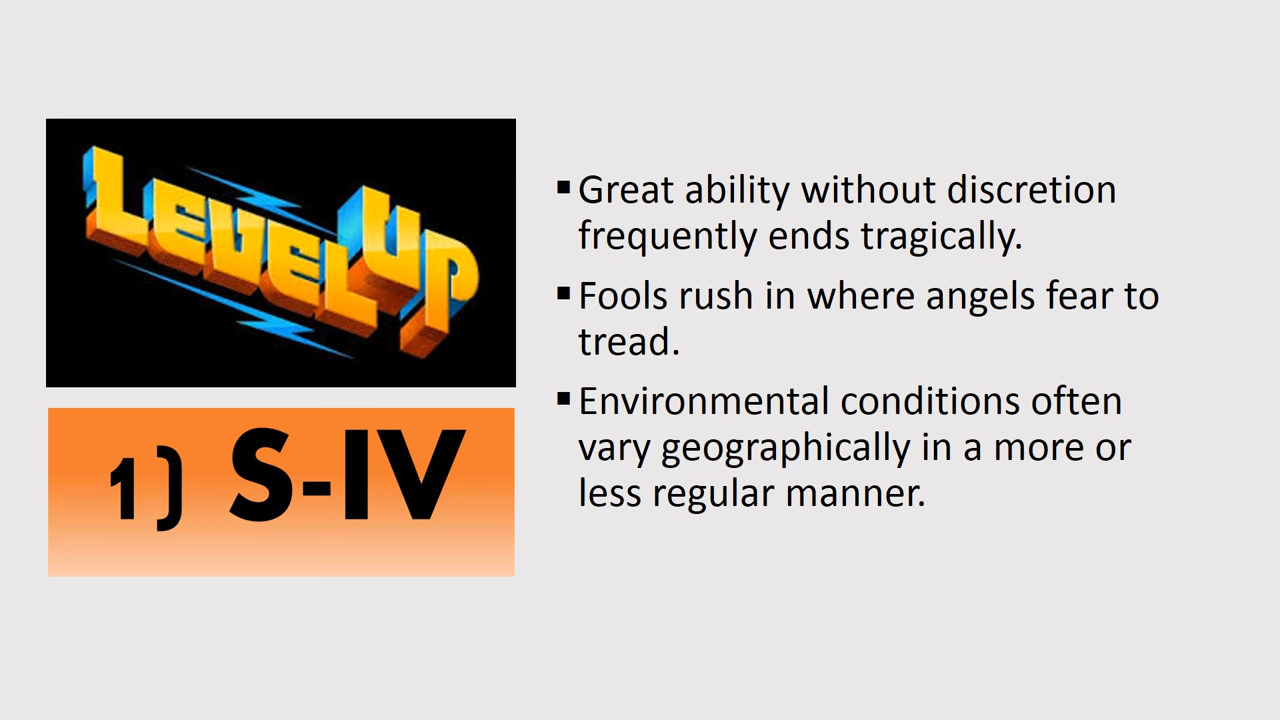 LEVEL UP
1) S-IV
▪ Great ability without discretion
frequently ends tragically.
▪ Fools rush in where angels fear to
tread.
▪ Environmental conditions often
vary geographically in a more or
less regular manner.